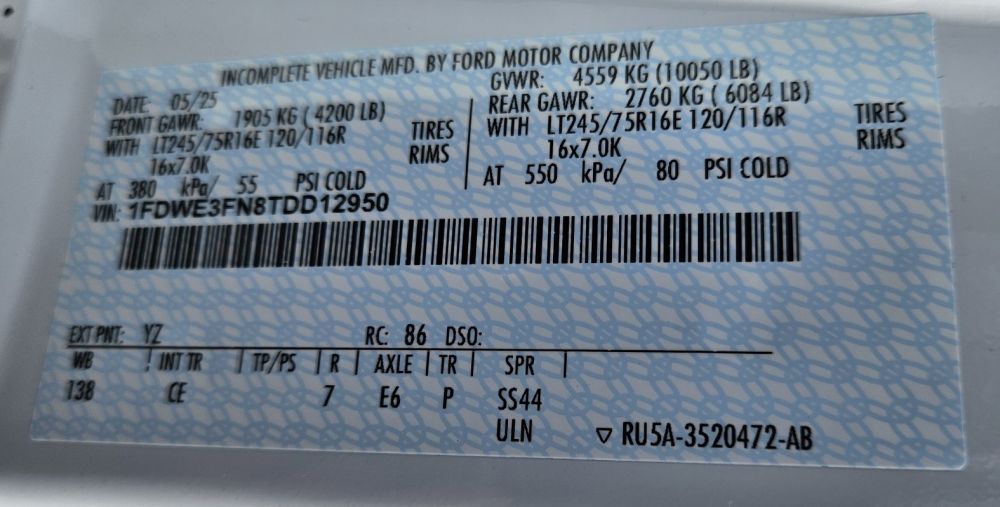 INCOMPLETE VEHICLE MFD. BY FORD MOTOR COMPANY
DATE: 05/25 GVWR: 4559 KG (10050 LB)
FRONT GAWR: 1905 KG ( 4200 LB) REAR GAWR: 2760 KG ( 6084 LB)
WITH LT245/75R16E 120/116R TIRES WITH LT245/75R16E 120/116R TIRES
16x7.0K RIMS 16x7.0K RIMS
AT 380 kPa/ 55 PSI COLD AT 550 kPa/ 80 PSI COLD
VIN: 1FDWE3FN8TDD12950
EXT PNT: YZ RC: 86 DSO:
WB | INT TR | TP/PS | R | AXLE | TR | SPR |
138 CE 7 E6 P SS44
ULN ▽ RU5A-3520472-AB